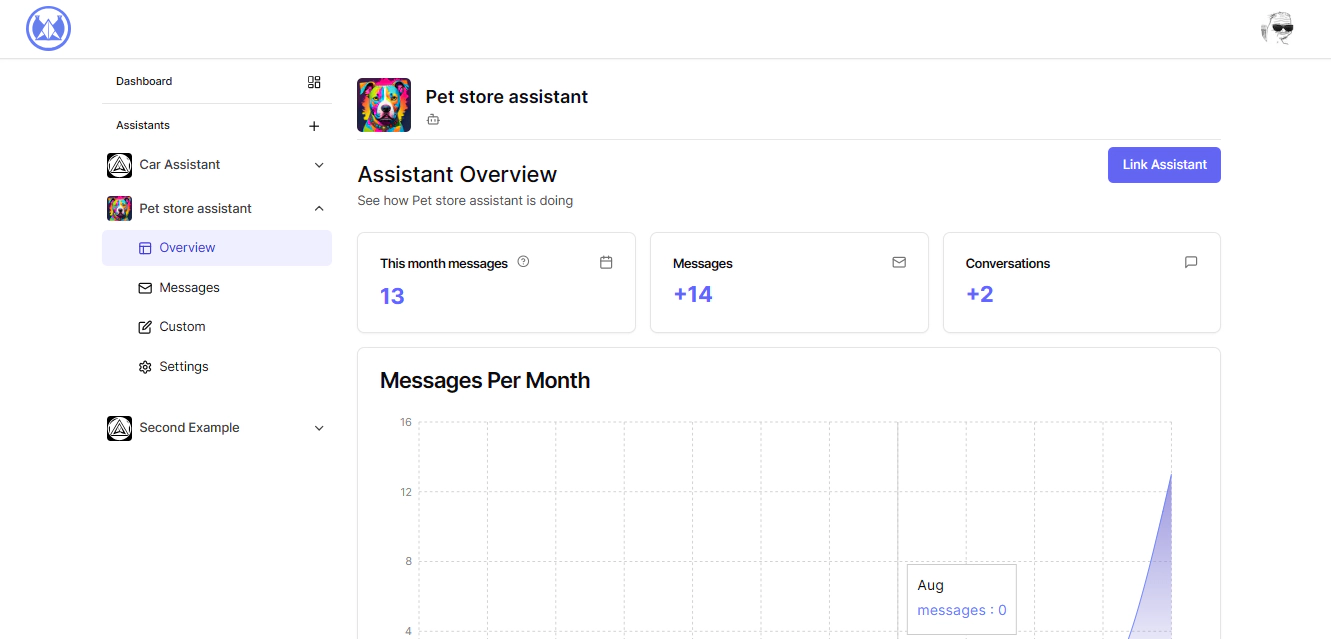 Dashboard
Assistants
Car Assistant
Pet store assistant
Overview
Messages
Custom
Settings
Second Example
Pet store assistant
Assistant Overview
See how Pet store assistant is doing
Link Assistant
This month messages
13
Messages
+14
Conversations
+2
Messages Per Month
16
12
8
4
Aug
messages : 0